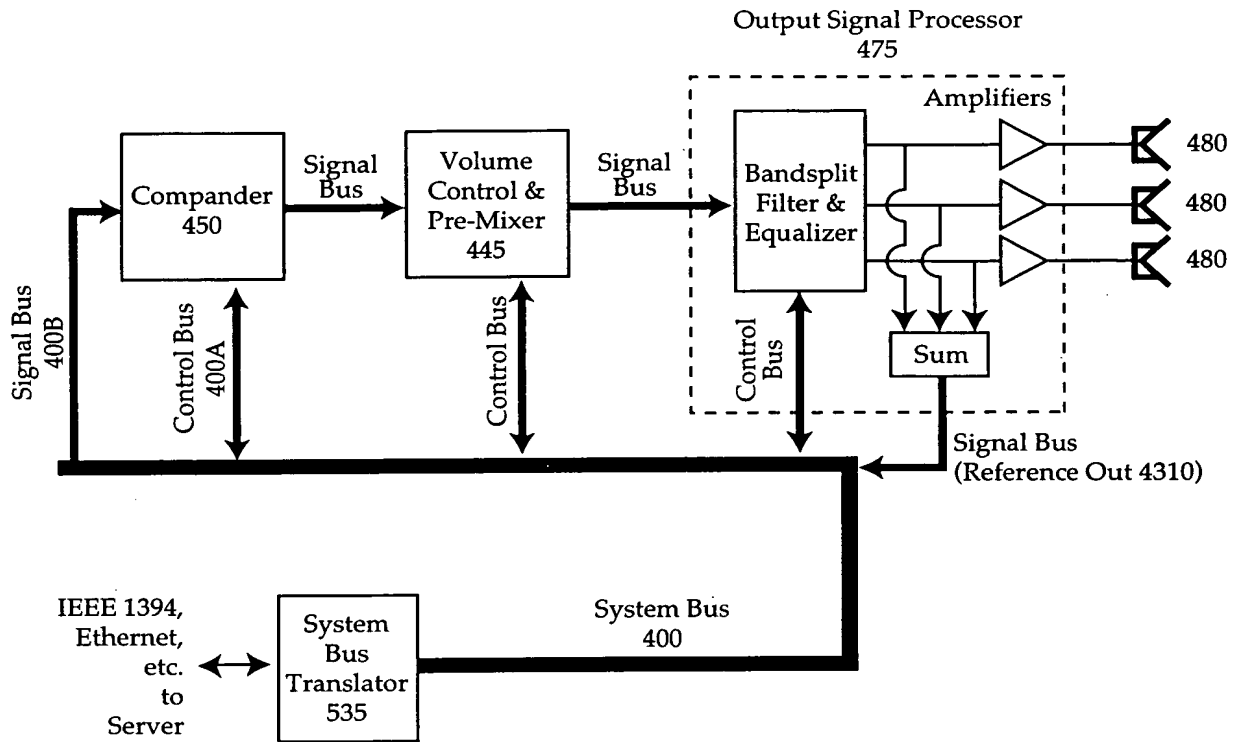 Output Signal Processor
475
Amplifiers
480
480
480
Compander
450
Signal
Bus
Volume
Control &
Pre-Mixer
445
Signal
Bus
Bandsplit
Filter &
Equalizer
Signal Bus
400B
Control Bus
400A
Control Bus
Control
Bus
Sum
Signal Bus
(Reference Out 4310)
IEEE 1394,
Ethernet,
etc.
to
Server
System
Bus
Translator
535
System Bus
400